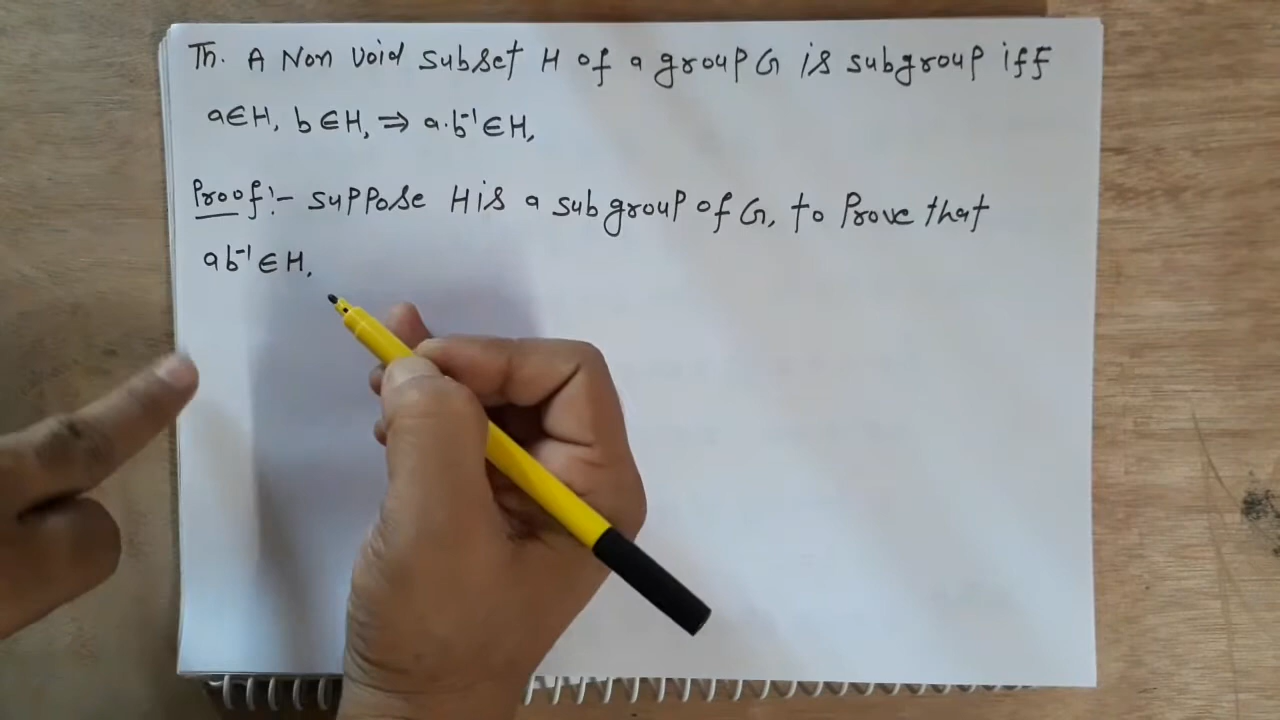 Th. A Non Void subset H of a group G is subgroup iff
a∈H, b∈H, ⇒ a·b⁻¹∈H,
Proof:- suppose H is a subgroup of G, to Prove that
ab⁻¹∈H,